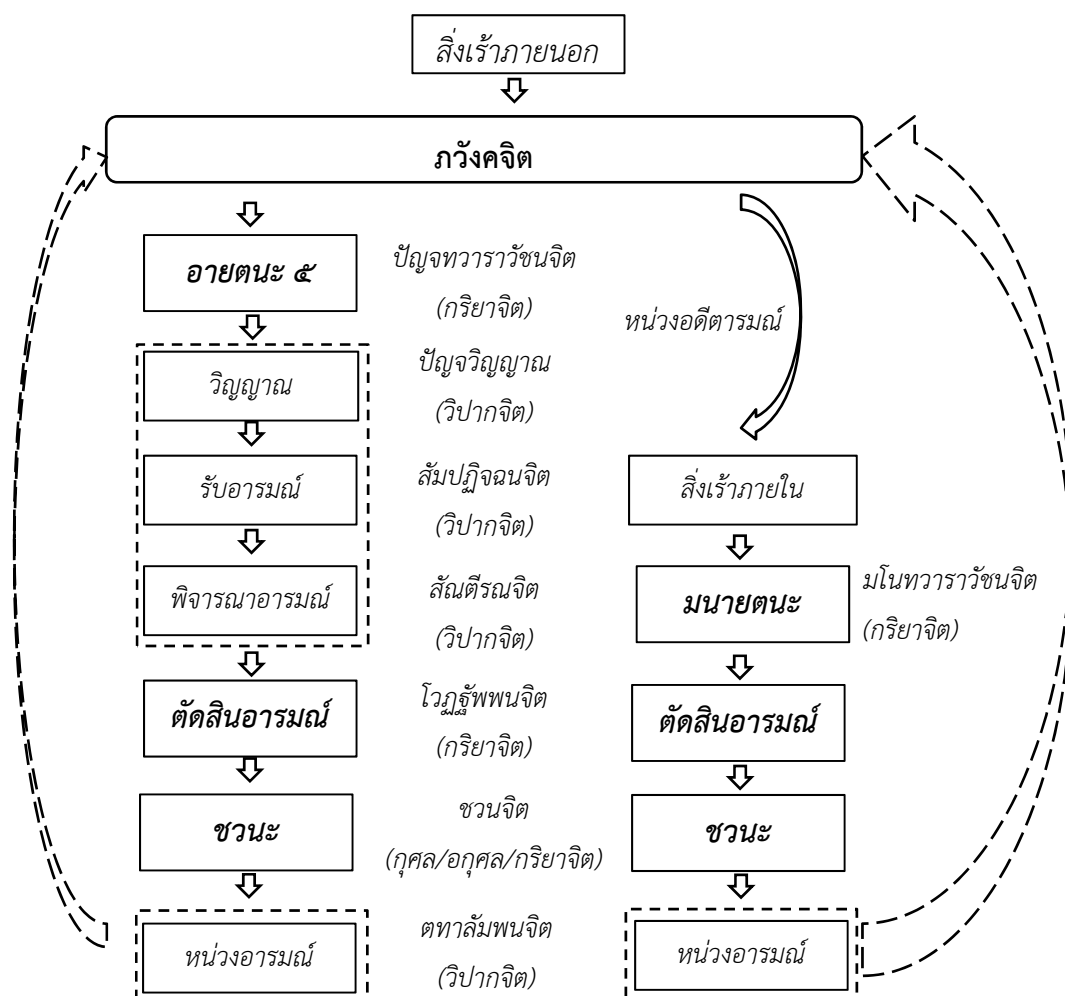 สิ่งเร้าภายนอก
ภวังคจิต
อายตนะ ๕
ปัญจทวาราวัชนจิต
(กริยาจิต)
หน่วงอดีตารมณ์
วิญญาณ
ปัญจวิญญาณ
(วิปากจิต)
รับอารมณ์
สัมปฏิจฉนจิต
(วิปากจิต)
สิ่งเร้าภายใน
พิจารณาอารมณ์
สัณตีรณจิต
(วิปากจิต)
มนายตนะ
มโนทวาราวัชนจิต
(กริยาจิต)
ตัดสินอารมณ์
โวฏฐัพพนจิต
(กริยาจิต)
ตัดสินอารมณ์
ชวนะ
ชวนจิต
(กุศล/อกุศล/กริยาจิต)
ชวนะ
หน่วงอารมณ์
ตทาลัมพนจิต
(วิปากจิต)
หน่วงอารมณ์